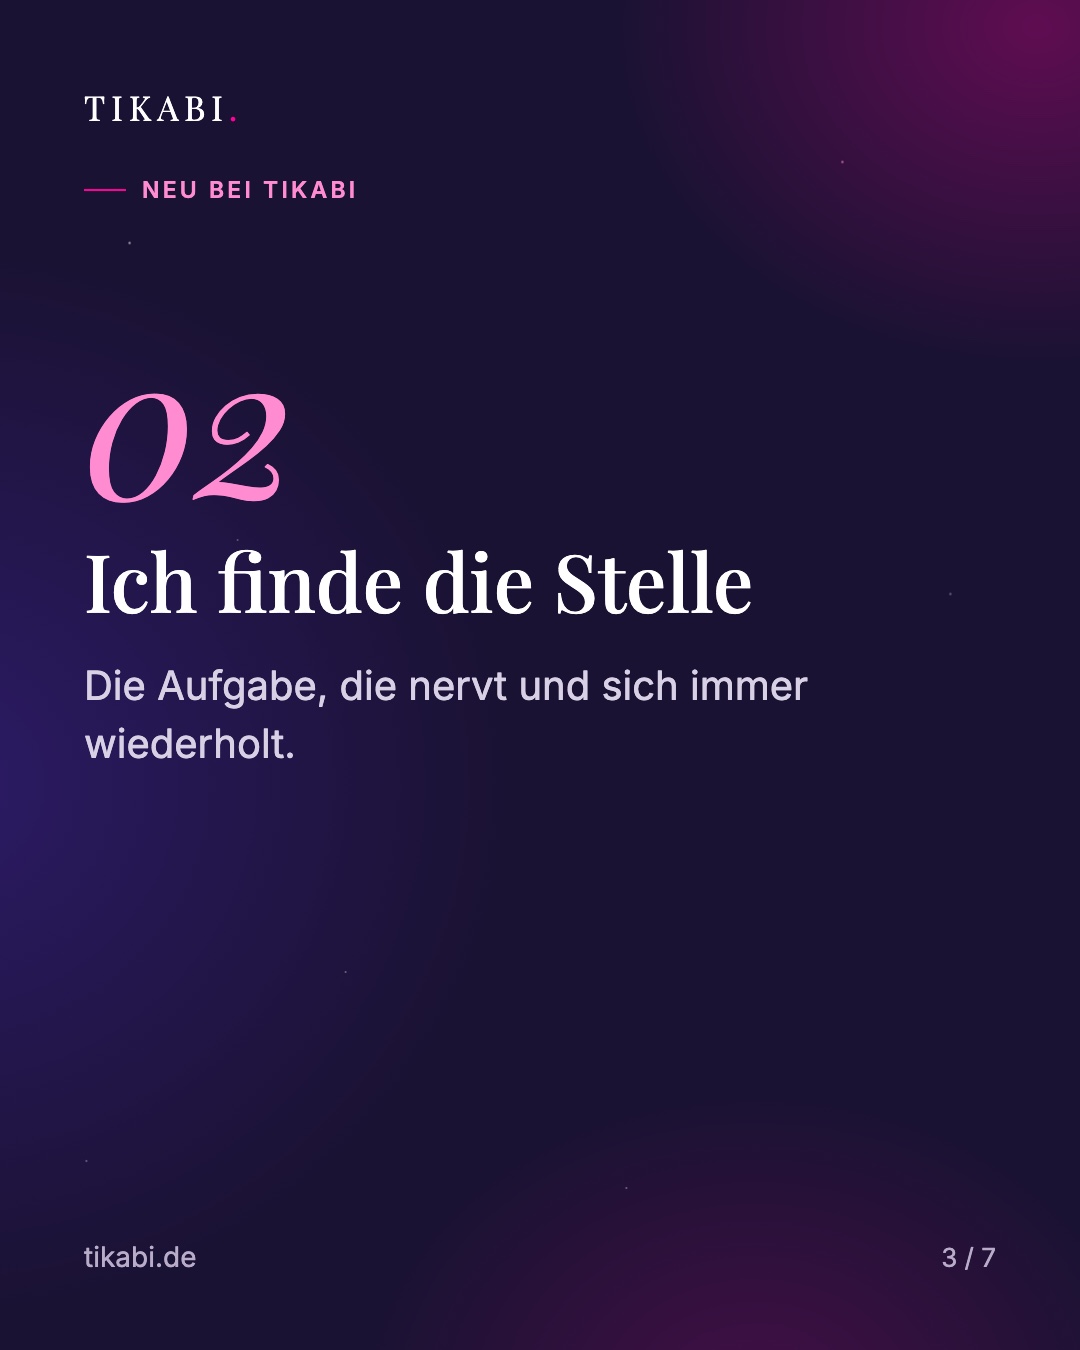 TIKABI.
NEU BEI TIKABI
02
Ich finde die Stelle
Die Aufgabe, die nervt und sich immer
wiederholt.
tikabi.de
3 / 7